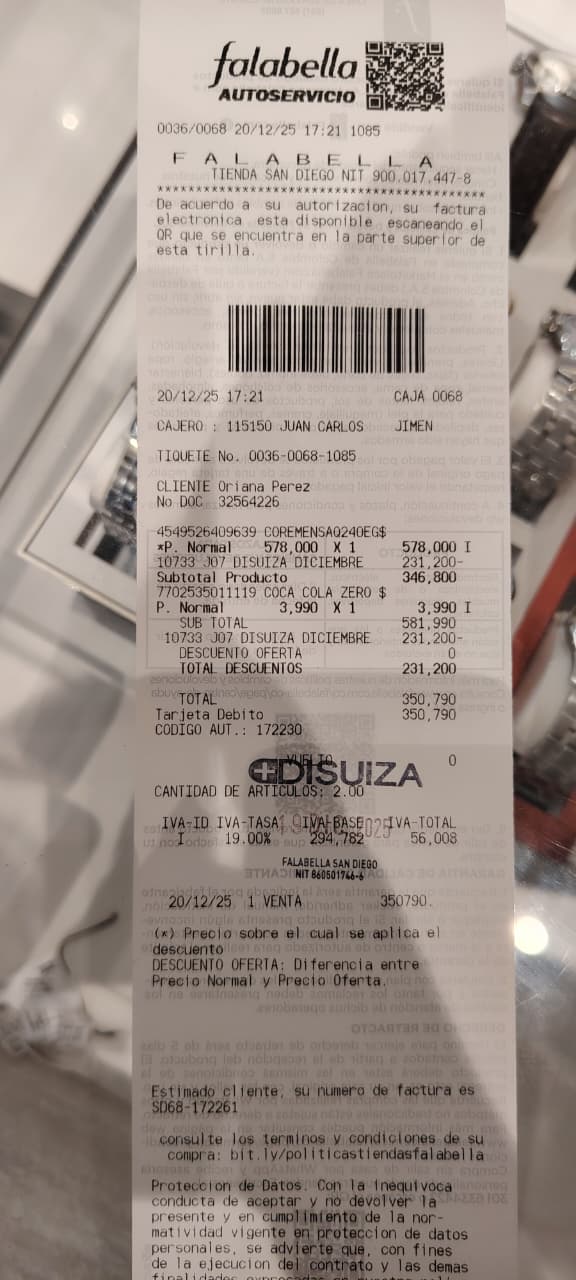 falabella
AUTOSERVICIO
0036/0068 20/12/25 17:21 1085
F A L A B E L L A
TIENDA SAN DIEGO NIT 900.017.447-8
**********************************************
De acuerdo a su autorizacion, su factura
electronica esta disponible escaneando el
QR que se encuentra en la parte superior de
esta tirilla.
20/12/25 17:21 CAJA 0068
CAJERO : 115150 JUAN CARLOS JIMEN
TIQUETE No. 0036-0068-1085
CLIENTE Oriana Perez
No DOC 32564226
4549526409639 COREMENSAQ240EG$
*P. Normal 578,000 X 1 578,000 I
10733 J07 DISUIZA DICIEMBRE 231,200-
Subtotal Producto 346,800
7702535011119 COCA COLA ZERO $
P. Normal 3,990 X 1 3,990 I
SUB TOTAL 581,990
10733 J07 DISUIZA DICIEMBRE 231,200-
DESCUENTO OFERTA 0
TOTAL DESCUENTOS 231,200
TOTAL 350,790
Tarjeta Debito 350,790
CODIGO AUT.: 172230
VUELTO 0
DISUIZA
CANTIDAD DE ARTICULOS: 2.00
IVA-ID IVA-TASA IVA-BASE IVA-TOTAL
I 19.00% 294,782 56,008
FALABELLA SAN DIEGO
NIT 860501746-6
20/12/25 1 VENTA 350790.
(*) Precio sobre el cual se aplica el
descuento
DESCUENTO OFERTA: Diferencia entre
Precio Normal y Precio Oferta.
Estimado cliente, su numero de factura es
SD68-172261
consulte los terminos y condiciones de su
compra: bit.ly/politicastiendasfalabella
Proteccion de Datos. Con la inequivoca
conducta de aceptar y no devolver la
presente y en cumplimiento de la nor-
matividad vigente en proteccion de datos
personales, se advierte que, con fines
de la ejecucion del contrato y las demas